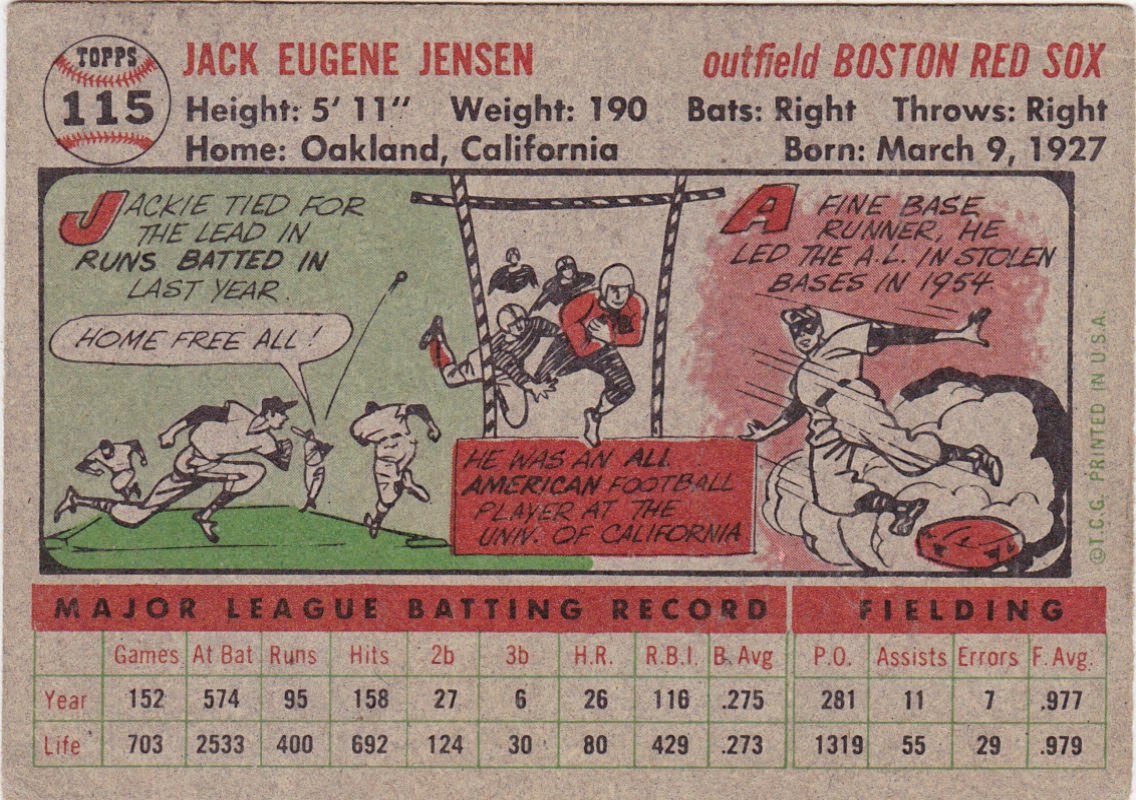 TOPPS
115
JACK EUGENE JENSEN outfield BOSTON RED SOX
Height: 5' 11" Weight: 190 Bats: Right Throws: Right
Home: Oakland, California Born: March 9, 1927
JACKIE TIED FOR
THE LEAD IN
RUNS BATTED IN
LAST YEAR.
HOME FREE ALL!
HE WAS AN ALL
AMERICAN FOOTBALL
PLAYER AT THE
UNIV. OF CALIFORNIA
A FINE BASE
RUNNER, HE
LED THE A.L. IN STOLEN
BASES IN 1954
©T.C.G. PRINTED IN U.S.A.
MAJOR LEAGUE BATTING RECORD FIELDING
Games At Bat Runs Hits 2b 3b H.R. R.B.I. B. Avg P.O. Assists Errors F. Avg.
Year 152 574 95 158 27 6 26 116 .275 281 11 7 .977
Life 703 2533 400 692 124 30 80 429 .273 1319 55 29 .979